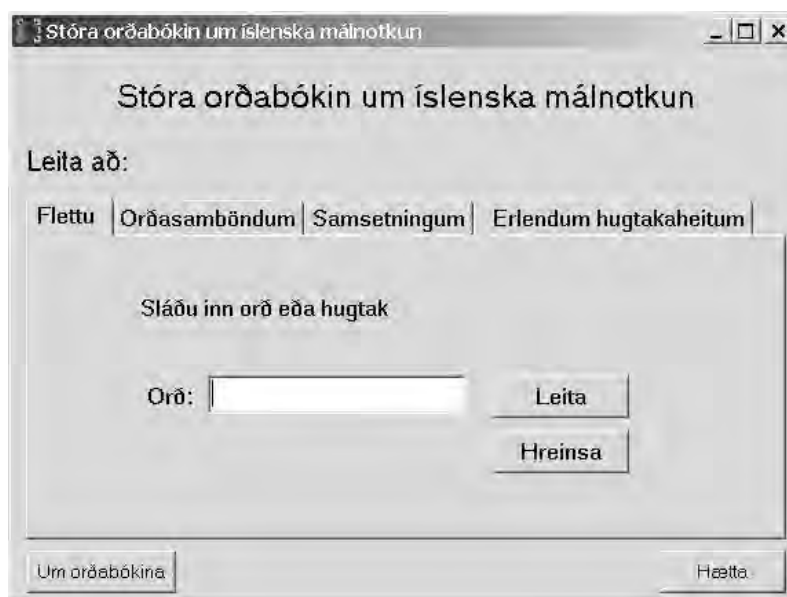 Stóra orðabókin um íslenska málnotkun
Stóra orðabókin um íslenska málnotkun
Leita að:
Flettu Orðasamböndum Samsetningum Erlendum hugtakaheitum
Sláðu inn orð eða hugtak
Orð: Leita
Hreinsa
Um orðabókina Hætta